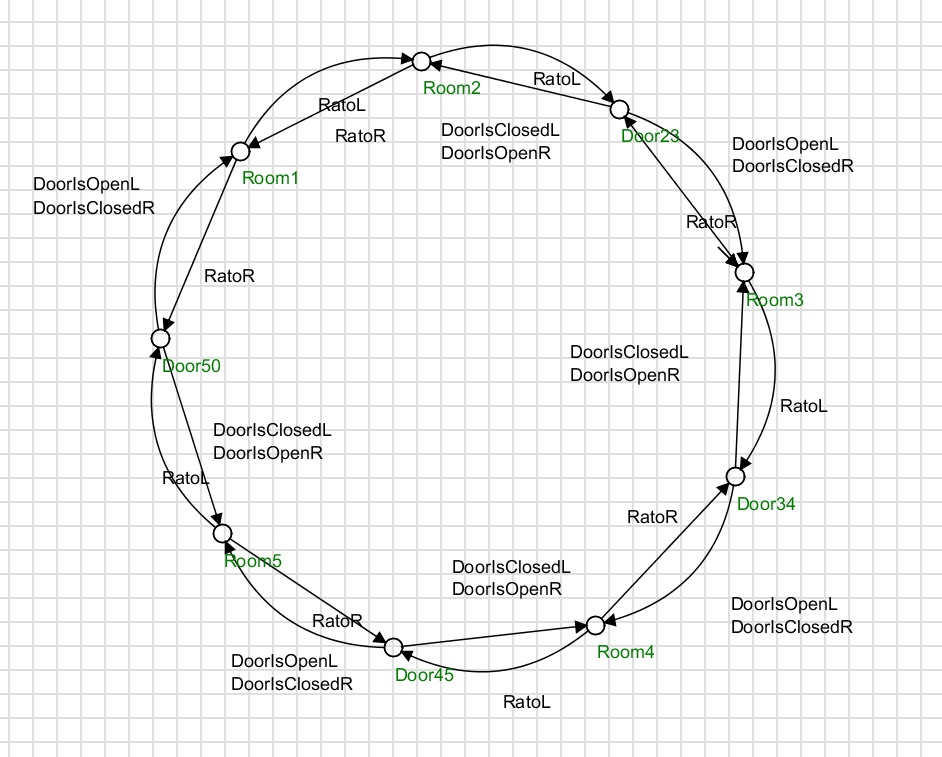 RatoL
Room2
RatoL
RatoR
DoorIsClosedL
DoorIsOpenR
Door23
DoorIsOpenL
DoorIsClosedR
Room1
DoorIsOpenL
DoorIsClosedR
RatoR
RatoR
Room3
DoorIsClosedL
DoorIsOpenR
Door50
RatoL
DoorIsClosedL
DoorIsOpenR
RatoL
Door34
RatoR
Room5
DoorIsClosedL
DoorIsOpenR
DoorIsOpenL
DoorIsClosedR
RatoR
Room4
DoorIsOpenL
DoorIsClosedR
Door45
RatoL